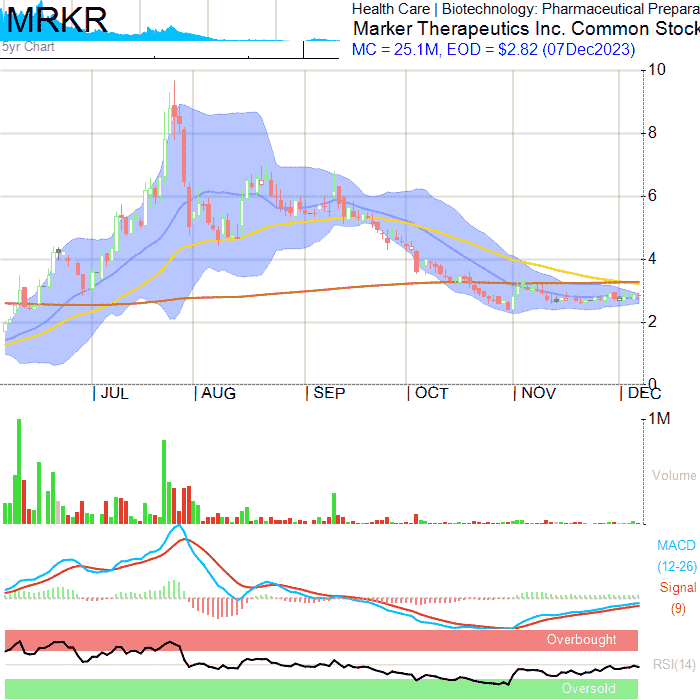 MRKR
5yr Chart
Health Care | Biotechnology: Pharmaceutical Prepara
Marker Therapeutics Inc. Common Stock
MC = 25.1M, EOD = $2.82 (07Dec2023)
10
8
6
4
2
0
JUL AUG SEP OCT NOV DEC
1M
Volume
MACD
(12-26)
Signal
(9)
Overbought
RSI(14)
Oversold